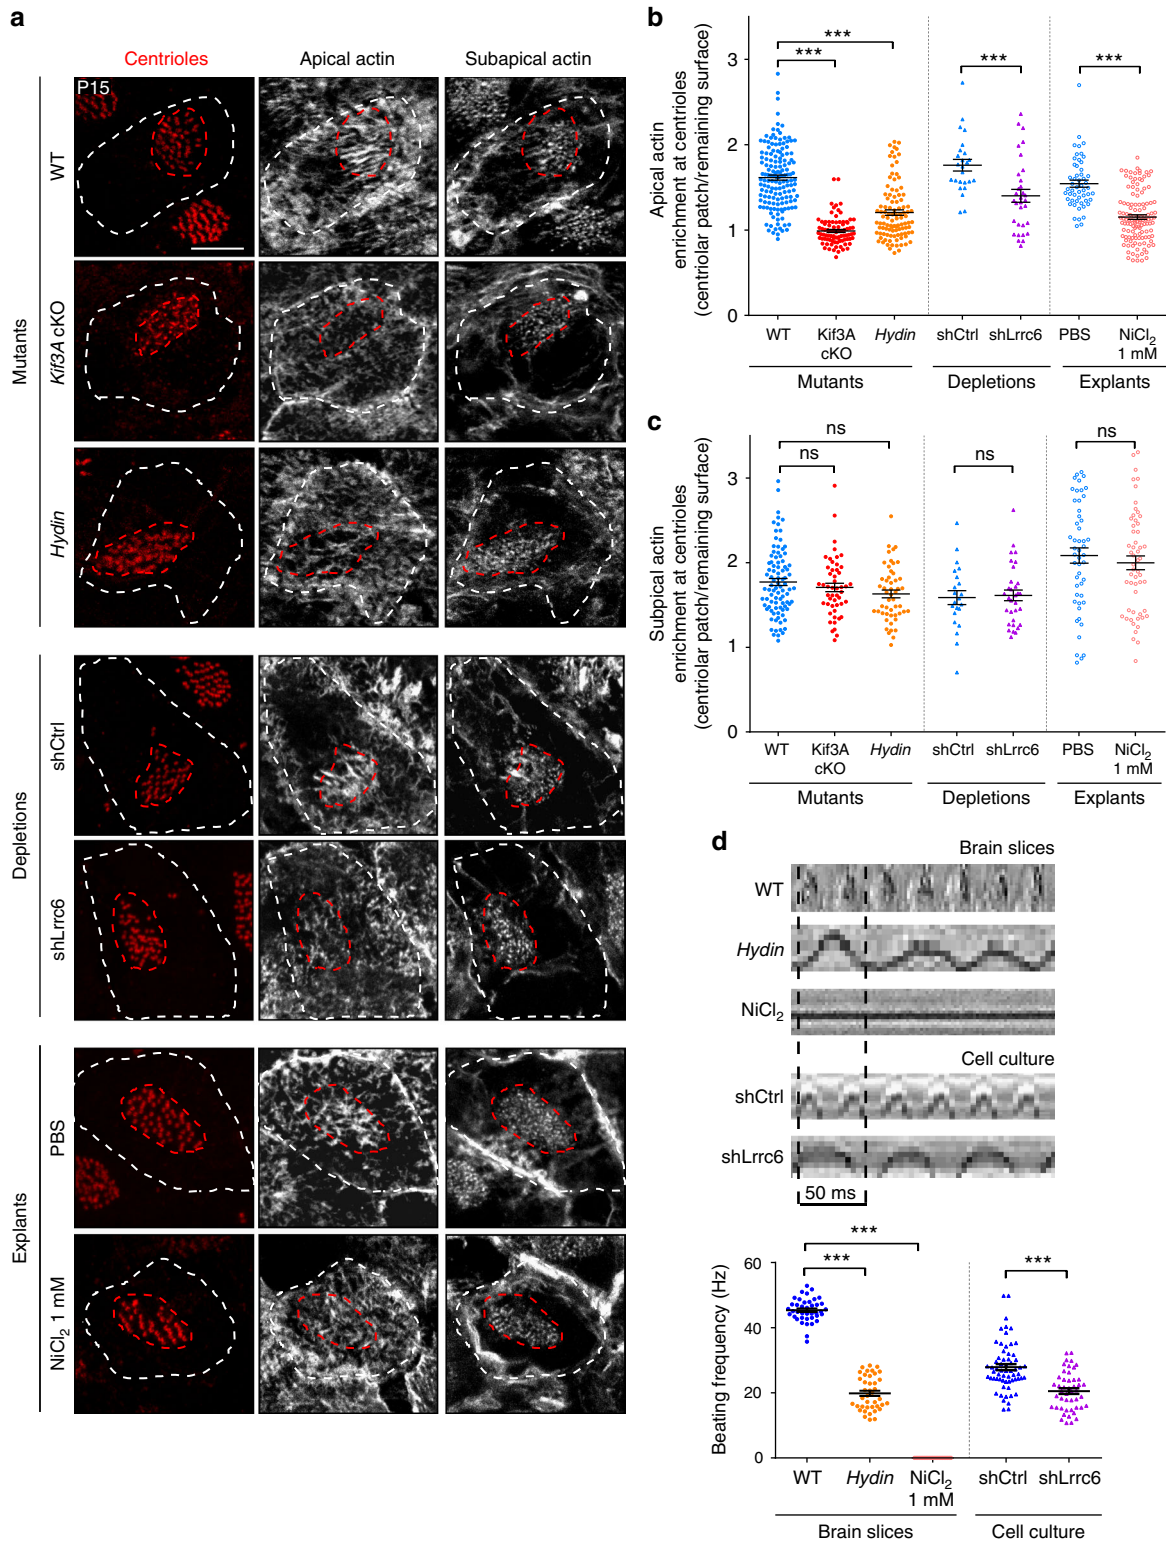 a
Centrioles
Apical actin
Subapical actin
P15
Mutants
WT
Kif3A cKO
Hydin
Depletions
shCtrl
shLrrc6
Explants
PBS
NiCl₂ 1 mM
b
Apical actin
enrichment at centrioles
(centriolar patch/remaining surface)
3
2
1
0
***
***
***
***
WT
Kif3A
cKO
Hydin
shCtrl
shLrrc6
PBS
NiCl₂
1 mM
Mutants
Depletions
Explants
c
Subpical actin
enrichment at centrioles
(centriolar patch/remaining surface)
3
2
1
0
ns
ns
ns
ns
WT
Kif3A
cKO
Hydin
shCtrl
shLrrc6
PBS
NiCl₂
1 mM
Mutants
Depletions
Explants
d
Brain slices
WT
Hydin
NiCl₂
Cell culture
shCtrl
shLrrc6
50 ms
Beating frequency (Hz)
60
40
20
0
***
***
***
WT
Hydin
NiCl₂
1 mM
shCtrl
shLrrc6
Brain slices
Cell culture